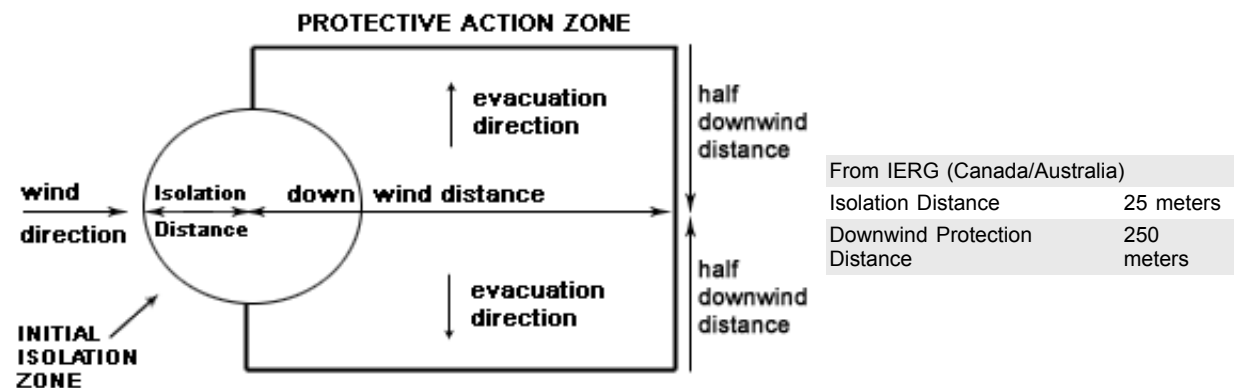 PROTECTIVE ACTION ZONE
evacuation
direction
half
downwind
distance
wind
direction
Isolation
Distance
down
wind distance
evacuation
direction
half
downwind
distance
INITIAL
ISOLATION
ZONE
From IERG (Canada/Australia)
Isolation Distance 25 meters
Downwind Protection 250
Distance meters